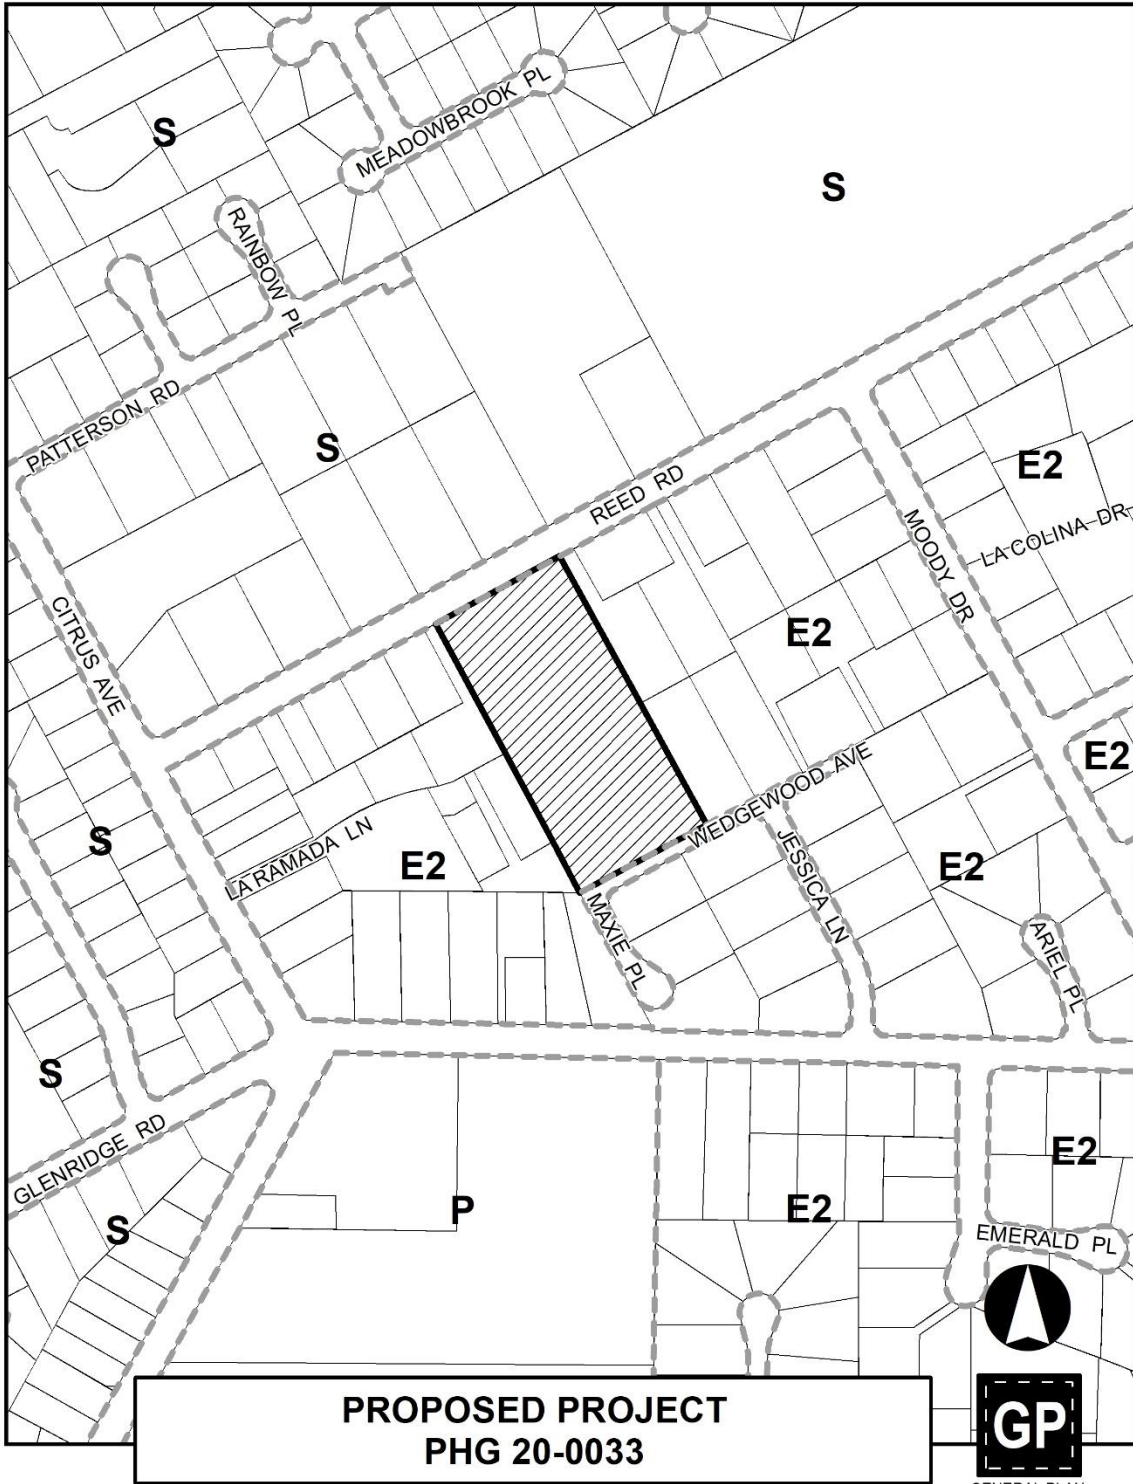 MEADOWBROOK PL
S
S
RAINBOW PL
PATTERSON RD
S
REED RD
E2
MOODY DR
LA COLINA DR
CITRUS AVE
E2
E2
WEDGEWOOD AVE
S
LA RAMADA LN
E2
JESSICA LN
E2
MAXIE PL
ARIEL PL
S
GLENRIDGE RD
E2
S
P
E2
EMERALD PL
PROPOSED PROJECT
PHG 20-0033
GP
GENERAL PLAN